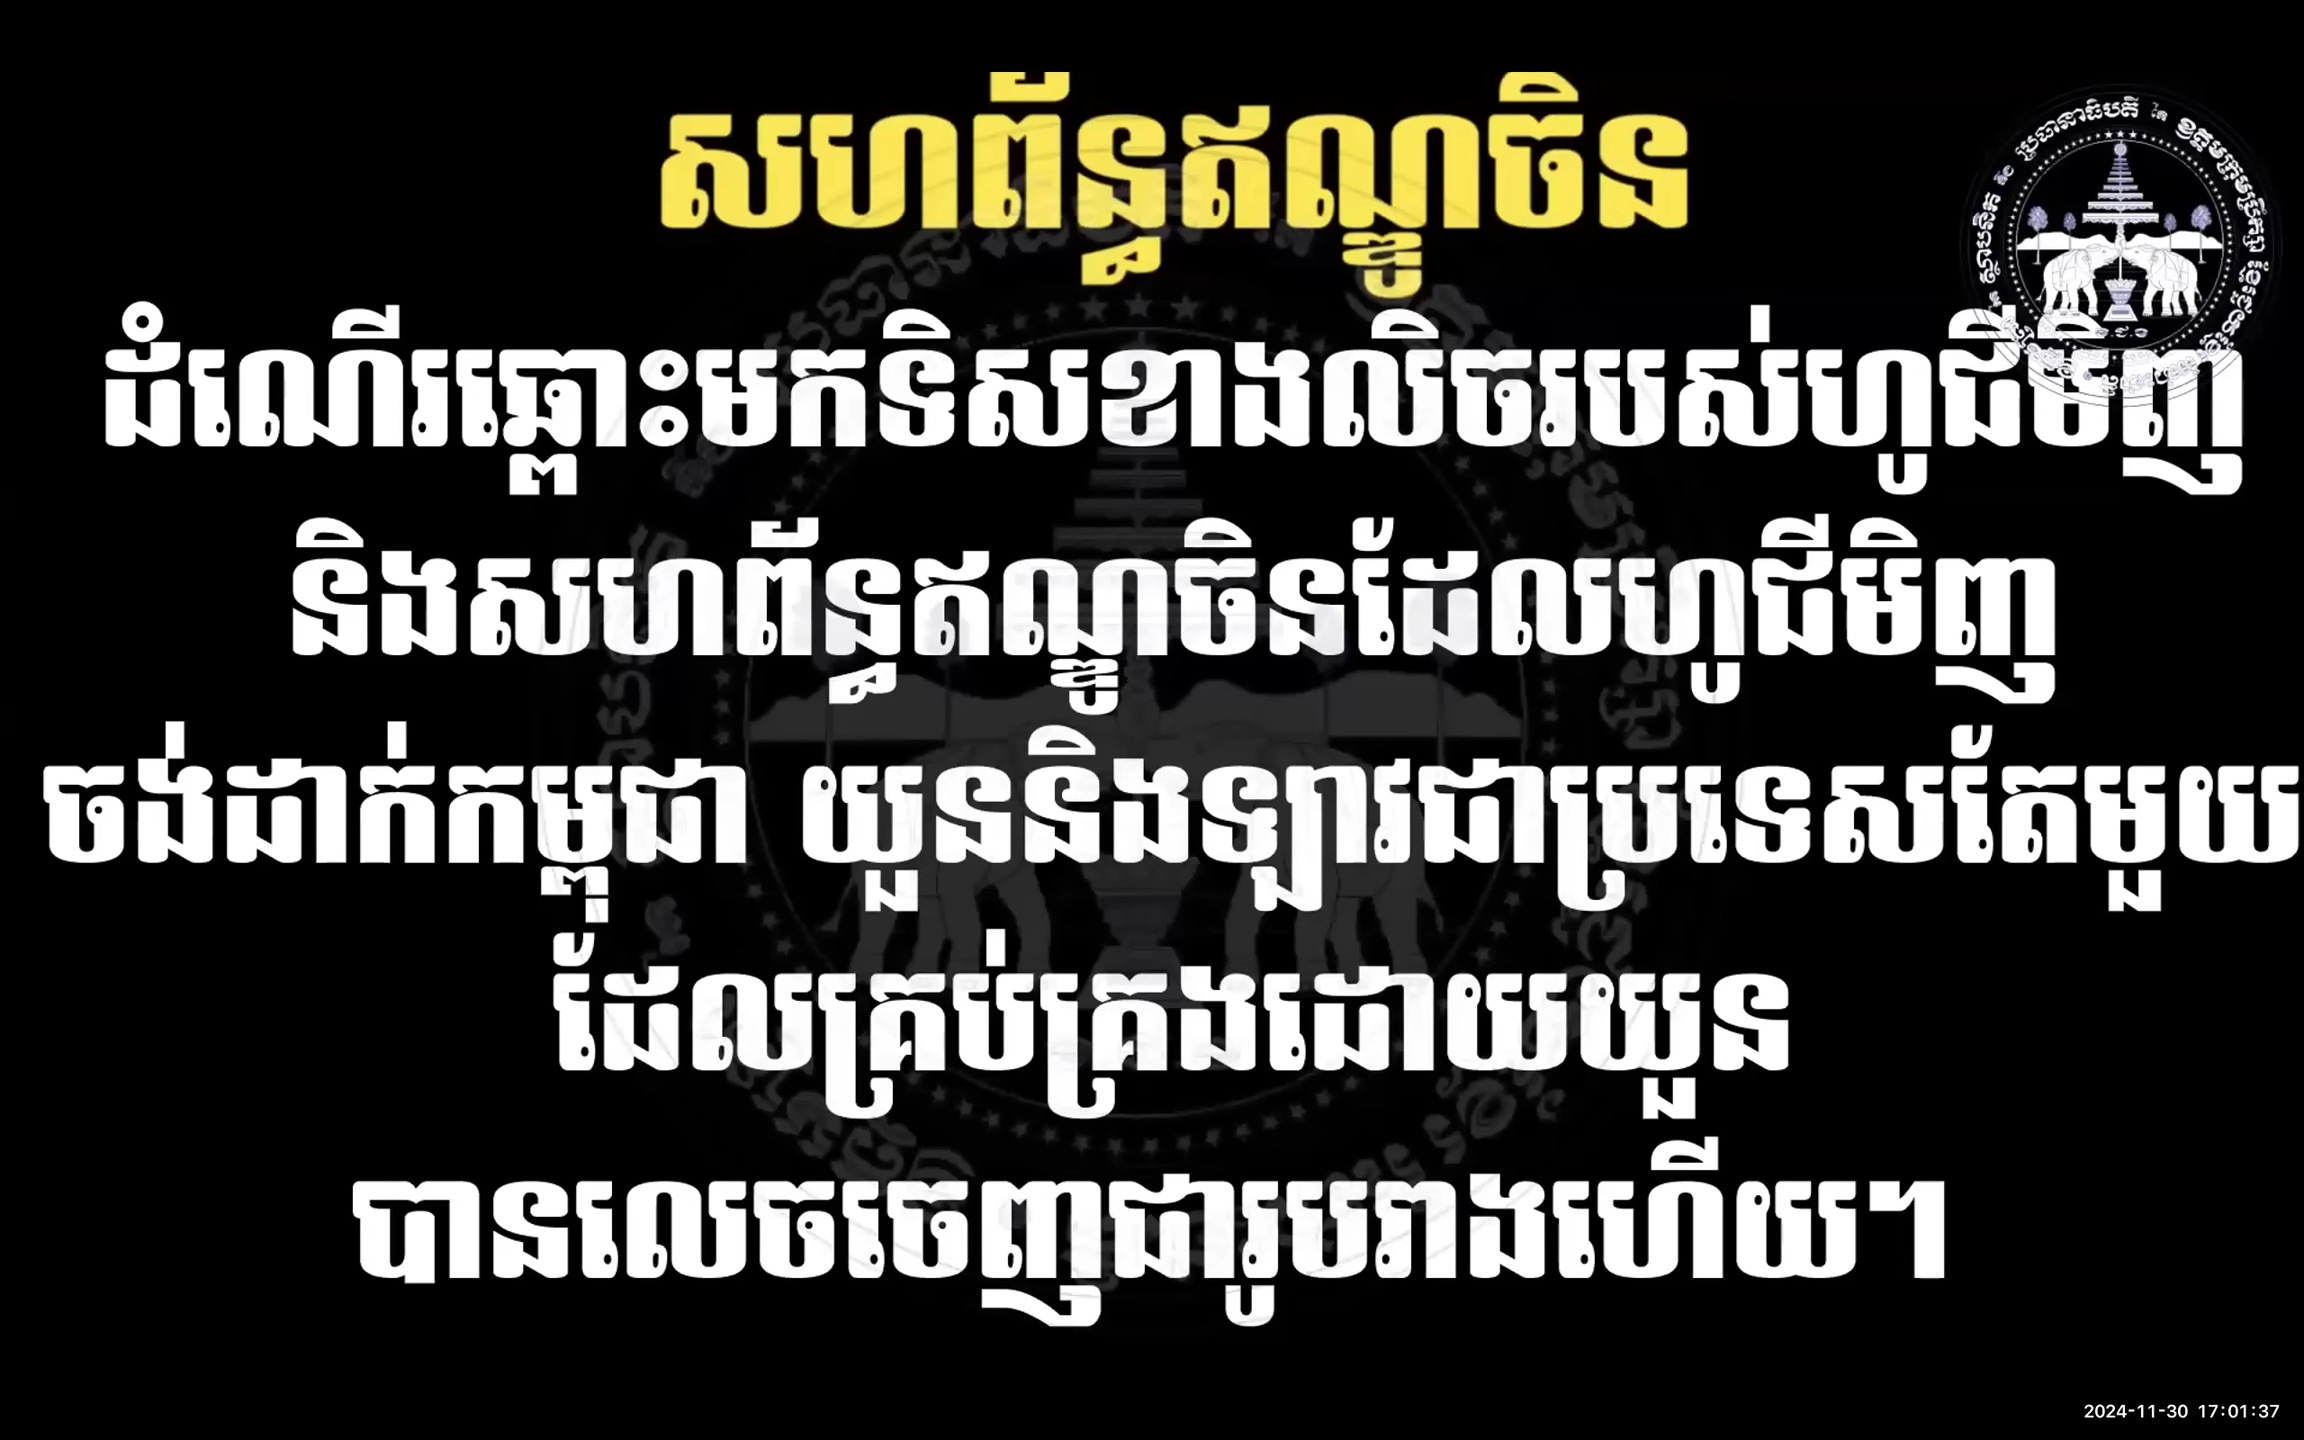 សហព័ន្ធឥណ្ឌូចិន
ដំណើរឆ្ពោះមកទិសខាងលិចរបស់ហូជីមិញ
និងសហព័ន្ធឥណ្ឌូចិនដែលហូជីមិញ
ចង់ដាក់កម្ពុជា យួននិងឡាវជាប្រទេសតែមួយ
ដែលគ្រប់គ្រងដោយយួន
បានលេចចេញជារូបរាងហើយ។
2024-11-30 17:01:37